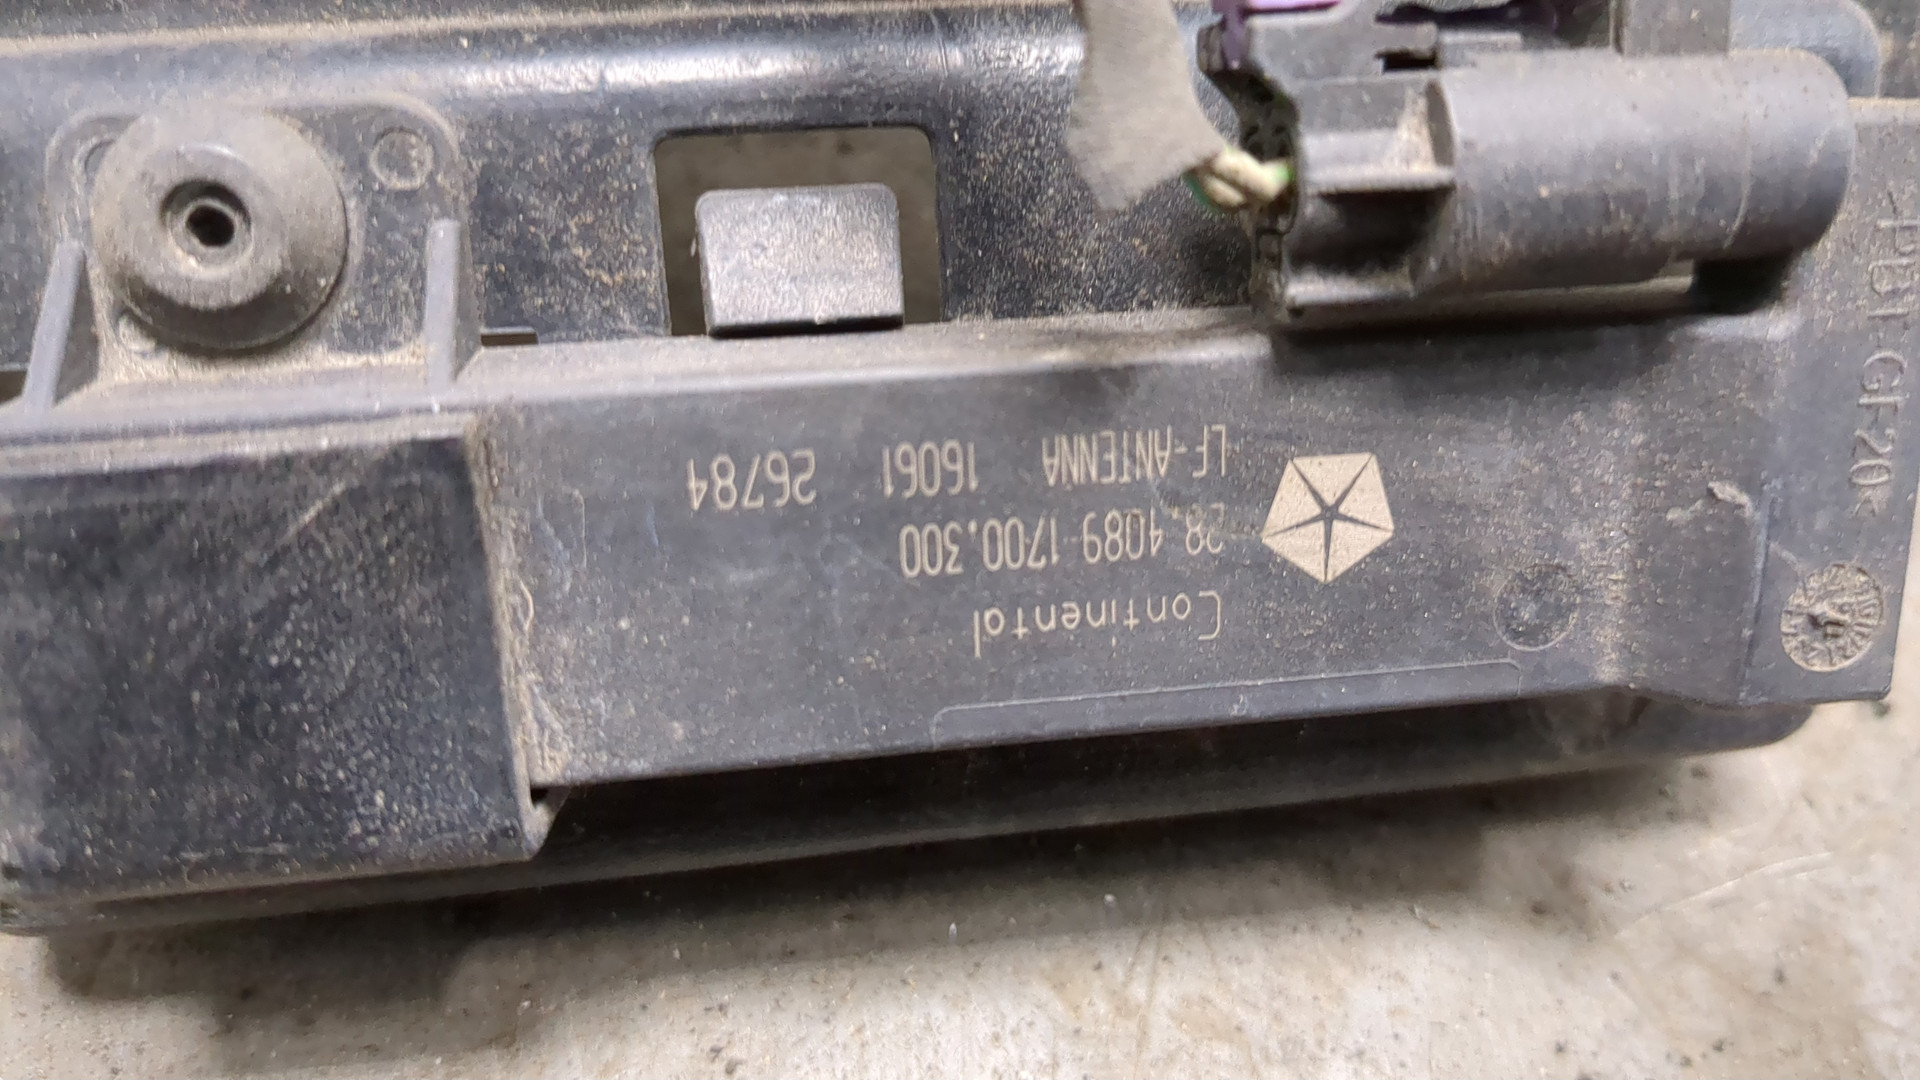 Continental
28.4089-1700.300
LF-ANTENNA 16061 26784
>PBT-GF20<